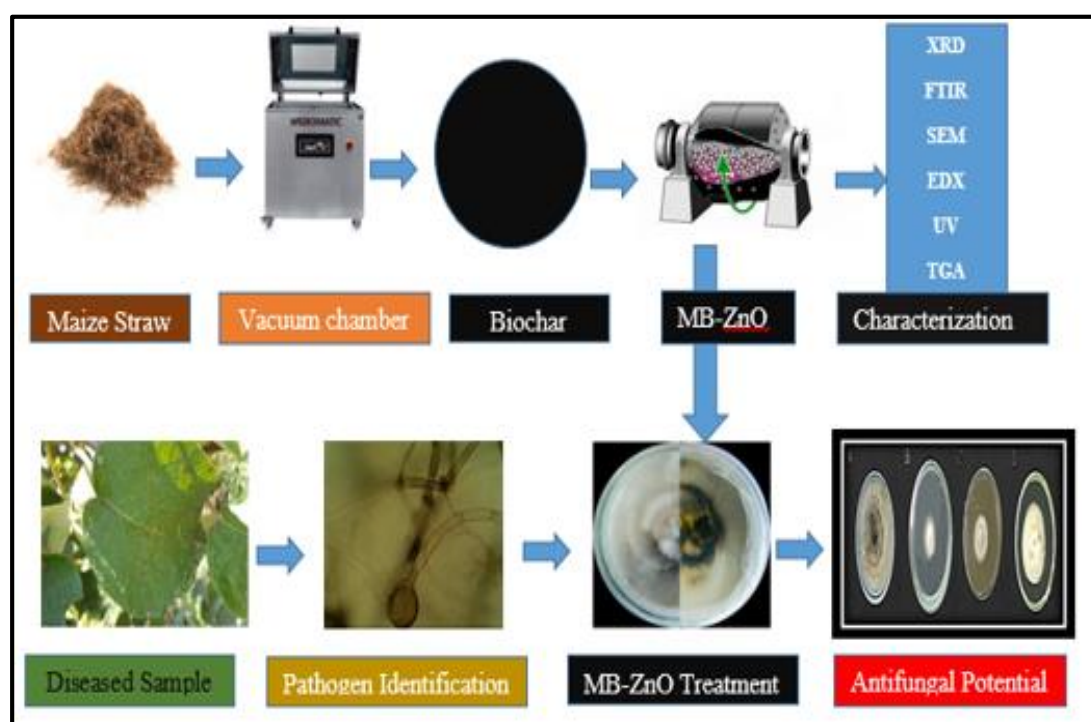 XRD
FTIR
SEM
EDX
UV
TGA
Maize Straw
Vacuum chamber
Biochar
MB-ZnO
Characterization
Diseased Sample
Pathogen Identification
MB-ZnO Treatment
Antifungal Potential